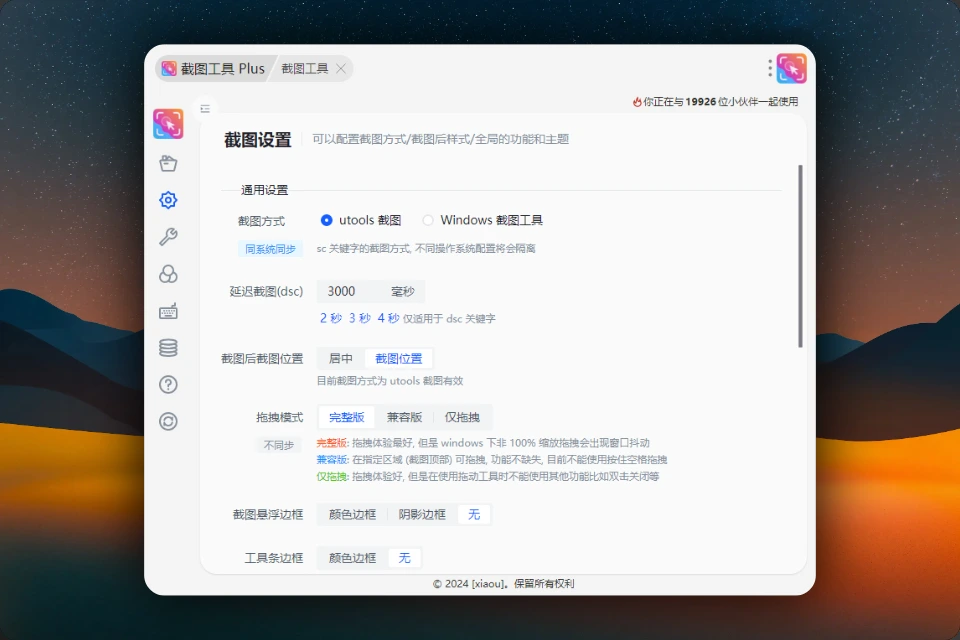 截图工具 Plus
截图工具
你正在与 19926 位小伙伴一起使用
截图设置
可以配置截图方式/截图后样式/全局的功能和主题
通用设置
截图方式
utools 截图
Windows 截图工具
同系统同步
sc 关键字的截图方式, 不同操作系统配置将会隔离
延迟截图(dsc)
3000
毫秒
2 秒 3 秒 4 秒 仅适用于 dsc 关键字
截图后截图位置
居中
截图位置
目前截图方式为 utools 截图有效
拖拽模式
完整版
兼容版
仅拖拽
不同步
完整版: 拖拽体验最好, 但是 windows 下非 100% 缩放拖拽会出现窗口抖动
兼容版: 在指定区域 (截图顶部) 可拖拽, 功能不缺失, 目前不能使用按住空格拖拽
仅拖拽: 拖拽体验好, 但是在使用拖动工具时不能使用其他功能比如双击关闭等
截图悬浮边框
颜色边框
阴影边框
无
工具条边框
颜色边框
无
© 2024 [xiaou]。保留所有权利